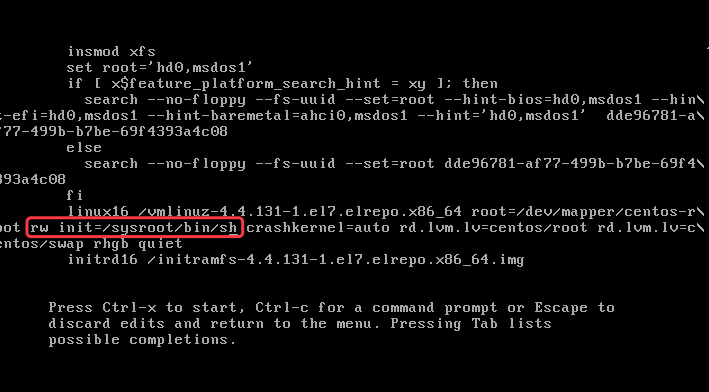 insmod xfs
set root='hd0,msdos1'
if [ x$feature_platform_search_hint = xy ]; then
search --no-floppy --fs-uuid --set=root --hint-bios=hd0,msdos1 --hin\
t-efi=hd0,msdos1 --hint-baremetal=ahci0,msdos1 --hint='hd0,msdos1'  dde96781-a\
f77-499b-b7be-69f4393a4c08
else
search --no-floppy --fs-uuid --set=root dde96781-af77-499b-b7be-69f4\
393a4c08
fi
linux16 /vmlinuz-4.4.131-1.el7.elrepo.x86_64 root=/dev/mapper/centos-r\
oot rw init=/sysroot/bin/sh crashkernel=auto rd.lvm.lv=centos/root rd.lvm.lv=c\
entos/swap rhgb quiet
initrd16 /initramfs-4.4.131-1.el7.elrepo.x86_64.img
Press Ctrl-x to start, Ctrl-c for a command prompt or Escape to
discard edits and return to the menu. Pressing Tab lists
possible completions.